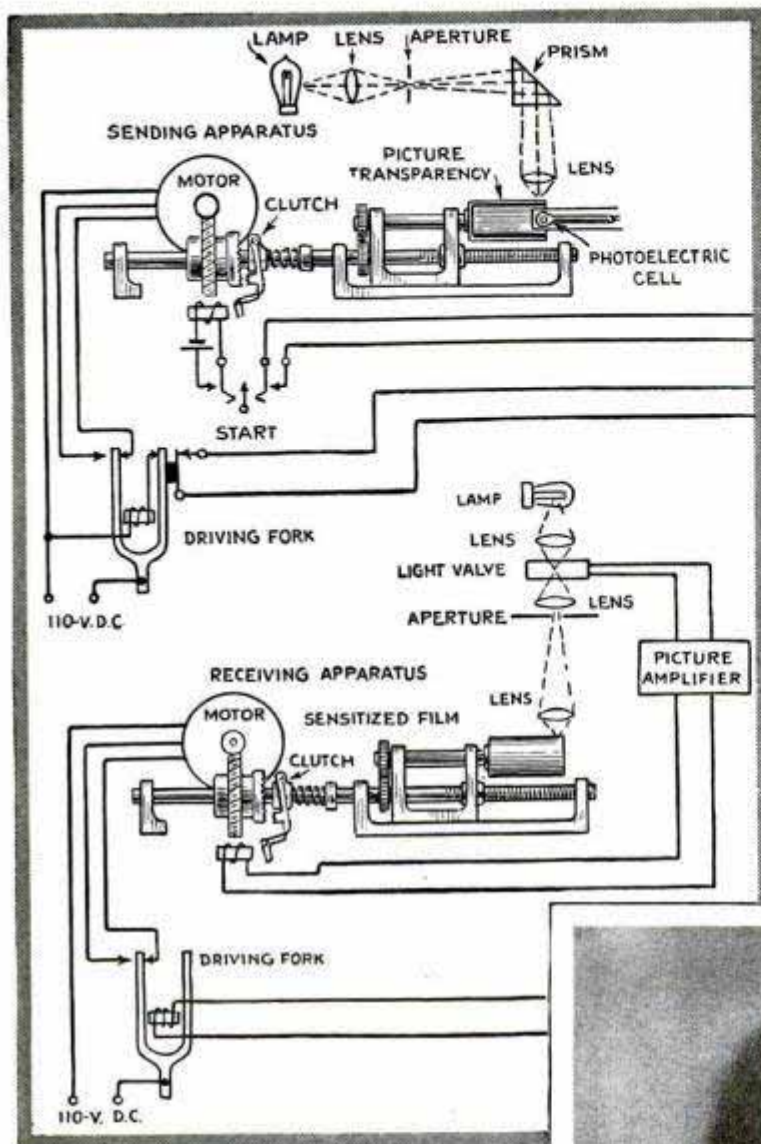 LAMP LENS APERTURE
PRISM
SENDING APPARATUS
PICTURE
TRANSPARENCY
LENS
MOTOR
CLUTCH
PHOTOELECTRIC
CELL
START
DRIVING FORK
110-V. D.C.
LAMP
LENS
LIGHT VALVE
LENS
APERTURE
PICTURE
AMPLIFIER
RECEIVING APPARATUS
LENS
MOTOR
SENSITIZED FILM
CLUTCH
DRIVING FORK
110-V. D.C.